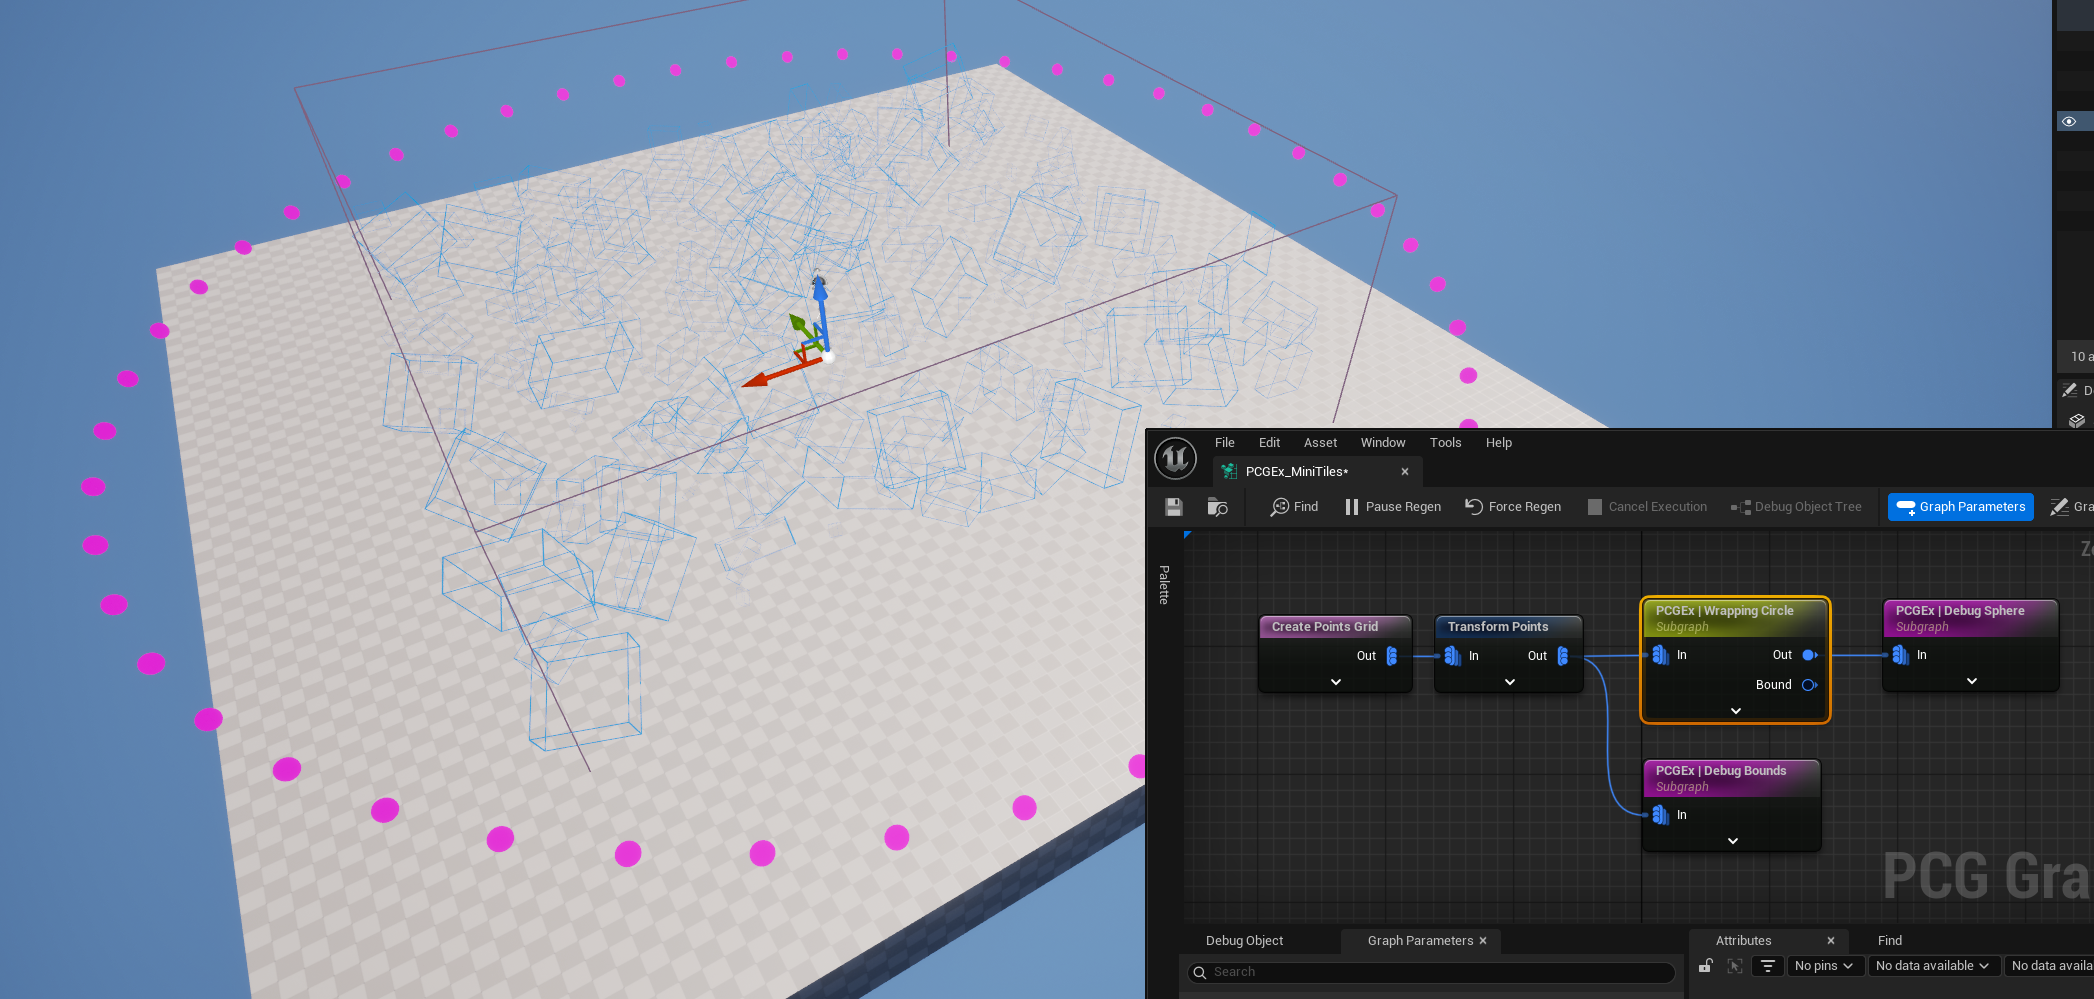 10 a
D
File Edit Asset Window Tools Help
PCGEx_MiniTiles*
Find Pause Regen Force Regen Cancel Execution Debug Object Tree Graph Parameters Gra
Palette
Create Points Grid
Out
Transform Points
In Out
PCGEx | Wrapping Circle
Subgraph
In Out
Bound
PCGEx | Debug Sphere
Subgraph
In
PCGEx | Debug Bounds
Subgraph
In
PCG Gra
Debug Object Graph Parameters Attributes Find
Search
No pins No data available No data availa